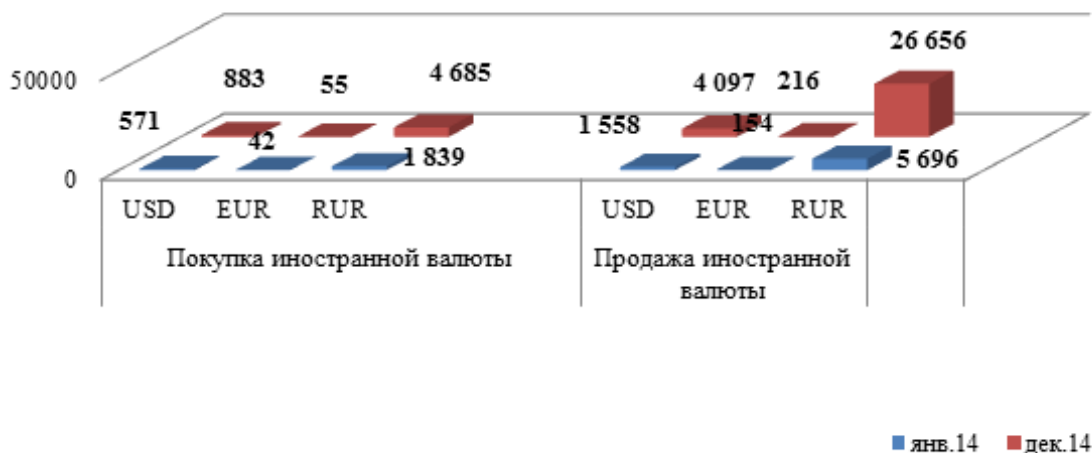 26 656
50000
883
55
4 685
4 097
216
571
42
1 839
1 558
154
5 696
0
USD EUR RUR USD EUR RUR
Покупка иностранной валюты
Продажа иностранной
валюты
янв.14 дек.14